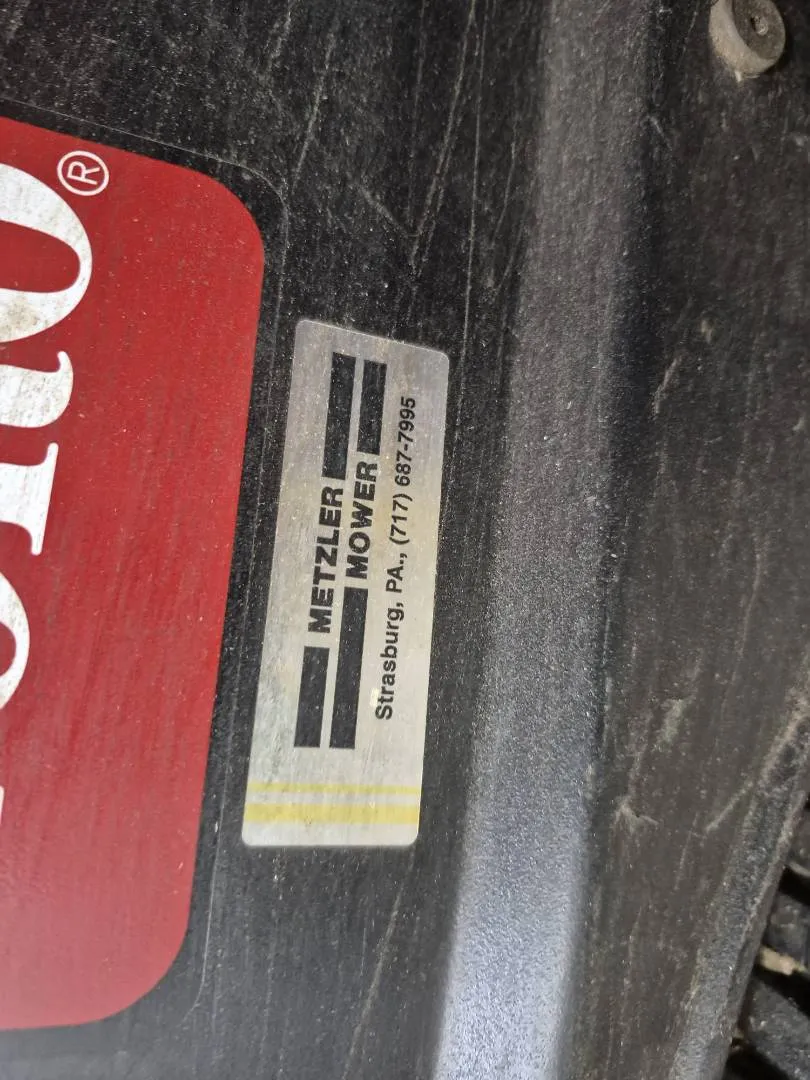 METZLER
MOWER
Strasburg, PA., (717) 687-7995
®